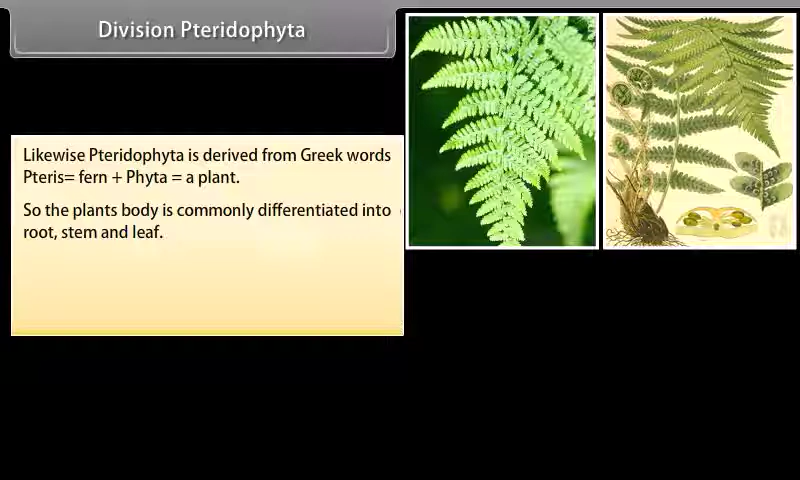 Division Pteridophyta
Likewise Pteridophyta is derived from Greek words
Pteris= fern + Phyta = a plant.
So the plants body is commonly differentiated into
root, stem and leaf.